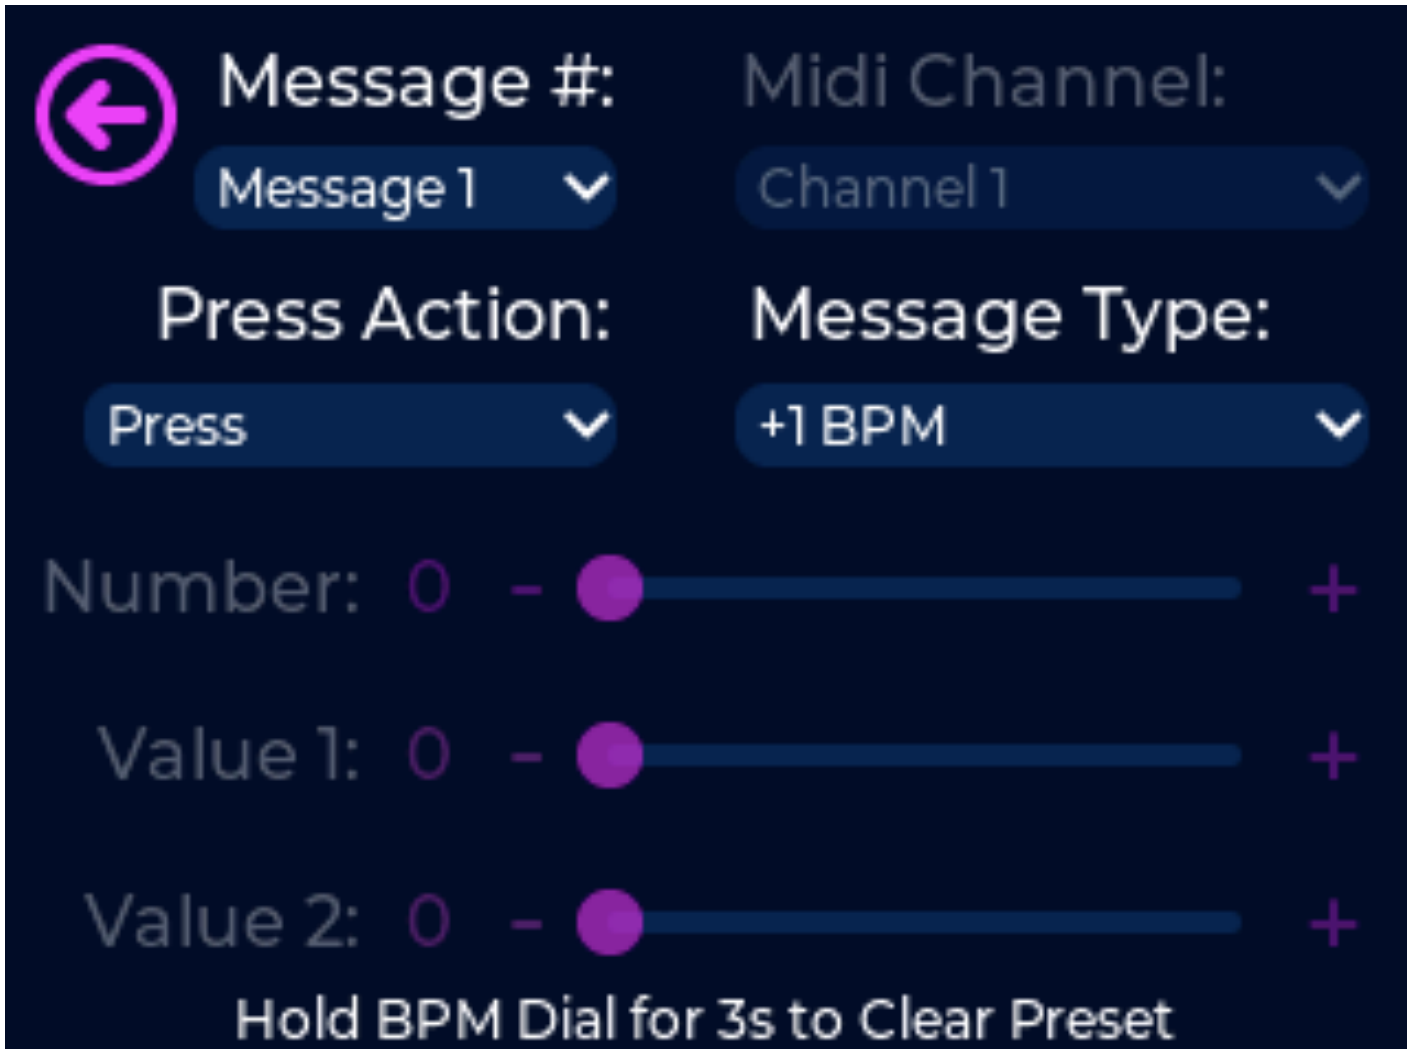 Message #: Midi Channel:
Message 1 Channel 1
Press Action: Message Type:
Press +1 BPM
Number: 0 - +
Value 1: 0 - +
Value 2: 0 - +
Hold BPM Dial for 3s to Clear Preset